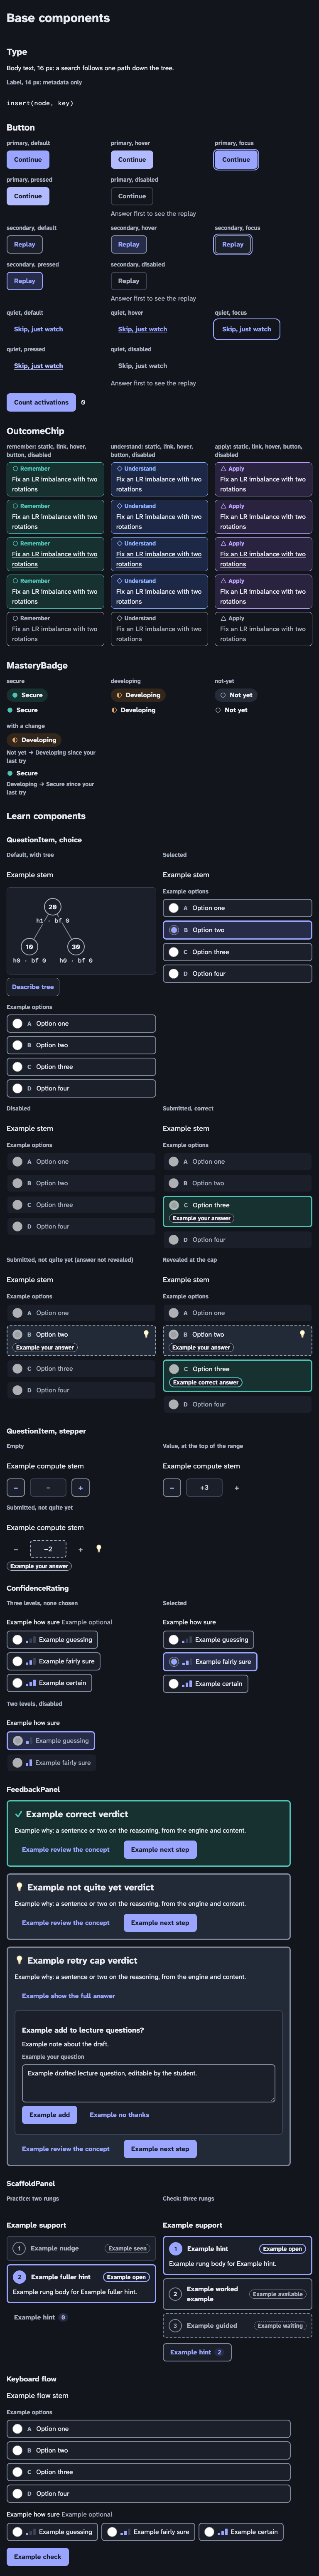 Base components
Type
Body text, 16 px: a search follows one path down the tree.
Label, 14 px: metadata only
insert(node, key)
Button
primary, default
primary, hover
primary, focus
Continue
Continue
Continue
primary, pressed
primary, disabled
Continue
Continue
Answer first to see the replay
secondary, default
secondary, hover
secondary, focus
Replay
Replay
Replay
secondary, pressed
secondary, disabled
Replay
Replay
Answer first to see the replay
quiet, default
quiet, hover
quiet, focus
Skip, just watch
Skip, just watch
Skip, just watch
quiet, pressed
quiet, disabled
Skip, just watch
Skip, just watch
Answer first to see the replay
Count activations
0
OutcomeChip
remember: static, link, hover,
button, disabled
understand: static, link, hover,
button, disabled
apply: static, link, hover, button,
disabled
Remember
Fix an LR imbalance with two
rotations
Understand
Fix an LR imbalance with two
rotations
Apply
Fix an LR imbalance with two
rotations
Remember
Fix an LR imbalance with two
rotations
Understand
Fix an LR imbalance with two
rotations
Apply
Fix an LR imbalance with two
rotations
Remember
Fix an LR imbalance with two
rotations
Understand
Fix an LR imbalance with two
rotations
Apply
Fix an LR imbalance with two
rotations
Remember
Fix an LR imbalance with two
rotations
Understand
Fix an LR imbalance with two
rotations
Apply
Fix an LR imbalance with two
rotations
Remember
Fix an LR imbalance with two
rotations
Understand
Fix an LR imbalance with two
rotations
Apply
Fix an LR imbalance with two
rotations
MasteryBadge
secure
developing
not-yet
Secure
Developing
Not yet
Secure
Developing
Not yet
with a change
Developing
Not yet → Developing since your
last try
Secure
Developing → Secure since your
last try
Learn components
QuestionItem, choice
Default, with tree
Example stem
20
h1 · bf 0
10
30
h0 · bf 0
h0 · bf 0
Describe tree
Example options
A Option one
B Option two
C Option three
D Option four
Selected
Example stem
Example options
A Option one
B Option two
C Option three
D Option four
Disabled
Example stem
Example options
A Option one
B Option two
C Option three
D Option four
Submitted, correct
Example stem
Example options
A Option one
B Option two
C Option three
Example your answer
D Option four
Submitted, not quite yet (answer not revealed)
Example stem
Example options
A Option one
B Option two
Example your answer
C Option three
D Option four
Revealed at the cap
Example stem
Example options
A Option one
B Option two
Example your answer
C Option three
Example correct answer
D Option four
QuestionItem, stepper
Empty
Example compute stem
− – +
Value, at the top of the range
Example compute stem
− +3 +
Submitted, not quite yet
Example compute stem
− −2 +
Example your answer
ConfidenceRating
Three levels, none chosen
Example how sure Example optional
Example guessing
Example fairly sure
Example certain
Selected
Example how sure
Example guessing
Example fairly sure
Example certain
Two levels, disabled
Example how sure
Example guessing
Example fairly sure
FeedbackPanel
Example correct verdict
Example why: a sentence or two on the reasoning, from the engine and content.
Example review the concept
Example next step
Example not quite yet verdict
Example why: a sentence or two on the reasoning, from the engine and content.
Example review the concept
Example next step
Example retry cap verdict
Example why: a sentence or two on the reasoning, from the engine and content.
Example show the full answer
Example add to lecture questions?
Example note about the draft.
Example your question
Example drafted lecture question, editable by the student.
Example add
Example no thanks
Example review the concept
Example next step
ScaffoldPanel
Practice: two rungs
Example support
1 Example nudge Example seen
2 Example fuller hint Example open
Example rung body for Example fuller hint.
Example hint 0
Check: three rungs
Example support
1 Example hint Example open
Example rung body for Example hint.
2 Example worked
example Example available
3 Example guided Example waiting
Example hint 2
Keyboard flow
Example flow stem
Example options
A Option one
B Option two
C Option three
D Option four
Example how sure Example optional
Example guessing
Example fairly sure
Example certain
Example check